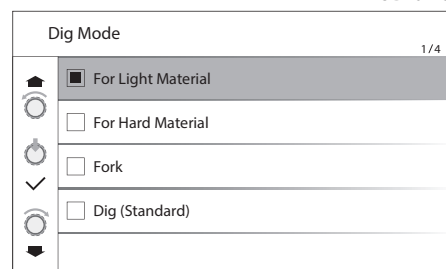 Dig Mode
1/4
For Light Material
For Hard Material
Fork
Dig (Standard)